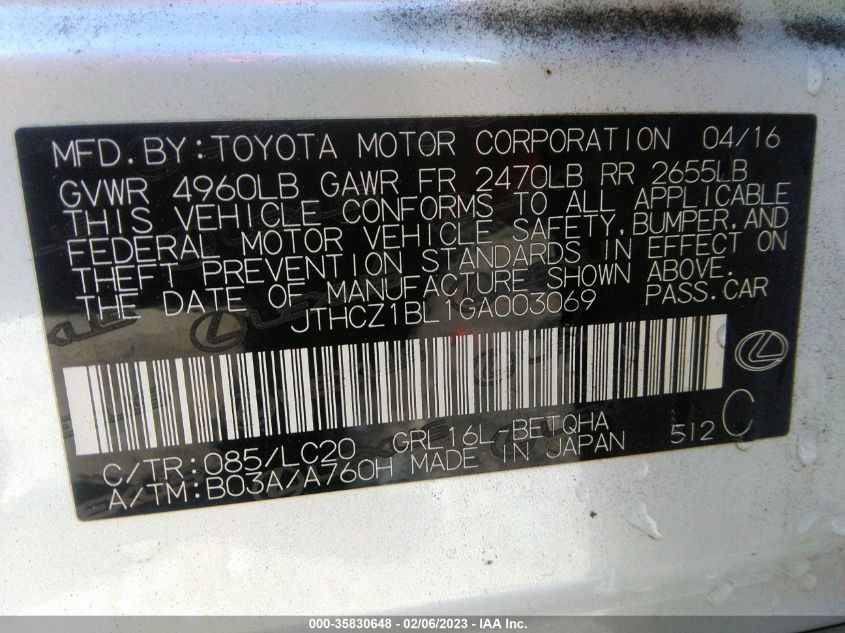 MFD. BY: TOYOTA MOTOR CORPORATION 04/16
GVWR 4960LB GAWR FR 2470LB RR 2655LB
THIS VEHICLE CONFORMS TO ALL APPLICABLE
FEDERAL MOTOR VEHICLE SAFETY, BUMPER, AND
THEFT PREVENTION STANDARDS IN EFFECT ON
THE DATE OF MANUFACTURE SHOWN ABOVE.
JTHCZ1BL1GA003069 PASS. CAR
C/TR: 085/LC20 GRL16L-BETQHA 512 C
A/TM: B03A/A760H MADE IN JAPAN
000-35830648 - 02/06/2023 - IAA Inc.